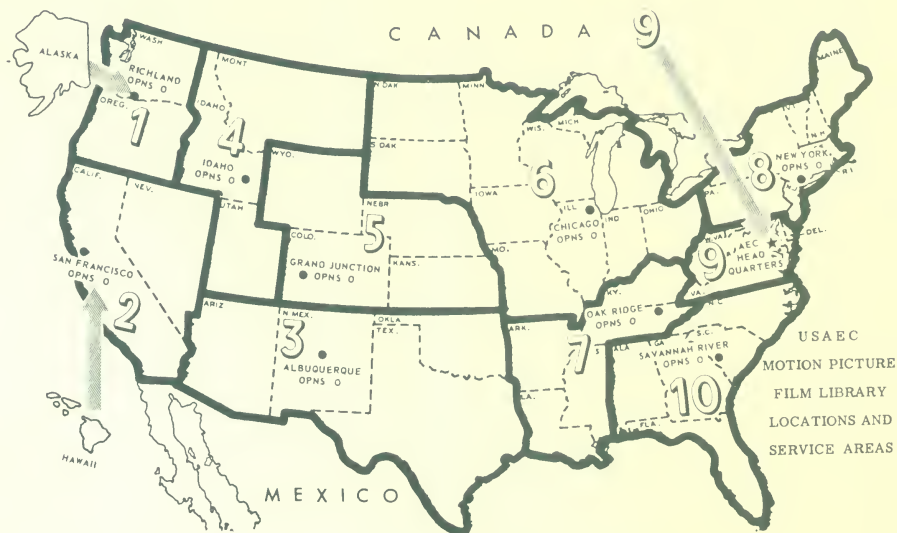 CANADA
9
ALASKA
WASH
RICHLAND
OPNS O
OREG.
1
MONT
IDAHO
4
IDAHO
OPNS O
WYO.
UTAH
N DAK
MINN
S DAK
WIS.
MICH
6
IOWA
ILL
IND
OHIO
CHICAGO
OPNS O
MO.
MAINE
VT.
N.H.
8
NEW YORK
OPNS O
RI
N.J.
PA.
DEL.
W.VA.
9
AEC
HEAD
QUARTERS
VA.
CALIF.
NEV.
SAN FRANCISCO
OPNS O
2
NEBR
5
COLO.
GRAND JUNCTION
OPNS O
KANS.
ARIZ
N MEX.
3
ALBUQUERQUE
OPNS O
OKLA
TEX.
KY.
OAK RIDGE
OPNS O
N.C.
ARK.
7
S
ALA
GA
S.C.
SAVANNAH RIVER
OPNS O
10
LA.
FLA.
HAWAII
MEXICO
USAEC
MOTION PICTURE
FILM LIBRARY
LOCATIONS AND
SERVICE AREAS